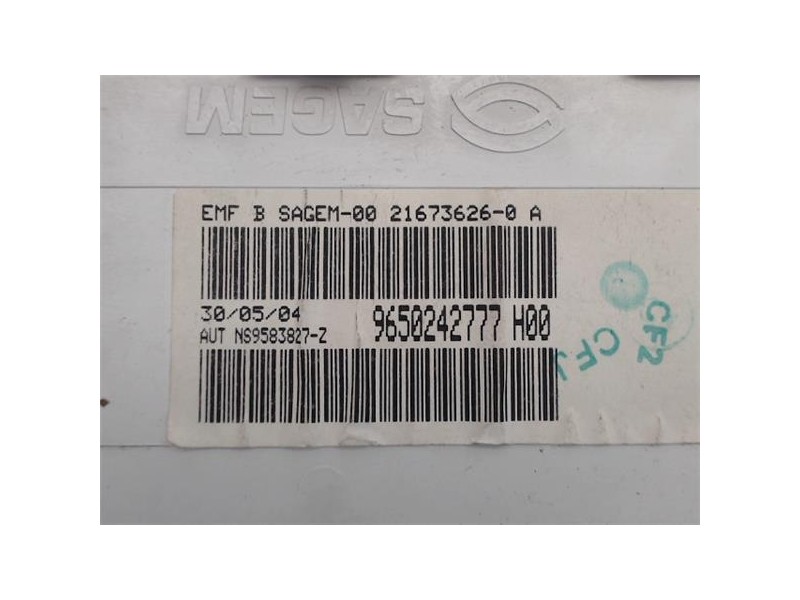 SAGEM
EMF B SAGEM-00 21673626-0 A
30/05/04
9650242777 H00
AUT NS9583827-Z
CF2